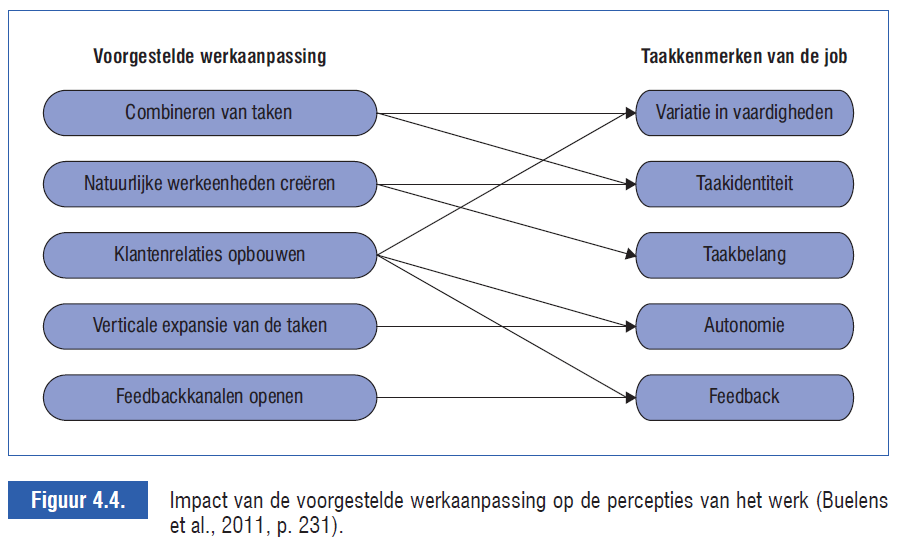 Voorgestelde werkaanpassing
Taakkenmerken van de job
Combineren van taken
Variatie in vaardigheden
Natuurlijke werkeenheden creëren
Taakidentiteit
Klantenrelaties opbouwen
Taakbelang
Verticale expansie van de taken
Autonomie
Feedbackkanalen openen
Feedback
Figuur 4.4.
Impact van de voorgestelde werkaanpassing op de percepties van het werk (Buelens
et al., 2011, p. 231).